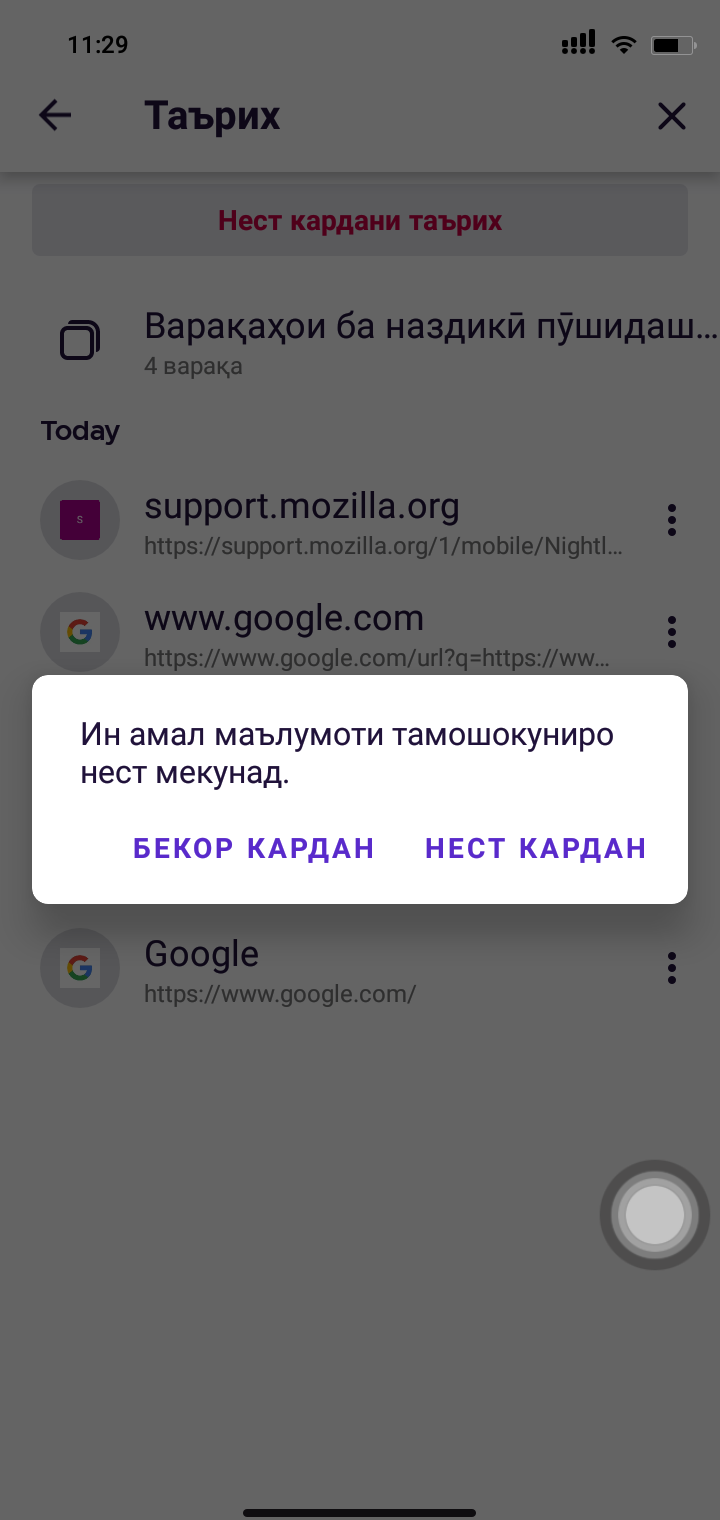 11:29
Таърих
Нест кардани таърих
Варақаҳои ба наздикӣ пӯшидаш...
4 варақа
Today
S
support.mozilla.org
https://support.mozilla.org/1/mobile/Nightl...
www.google.com
https://www.google.com/url?q=https://ww...
Ин амал маълумоти тамошокуниро
нест мекунад.
БЕКОР КАРДАН НЕСТ КАРДАН
Google
https://www.google.com/